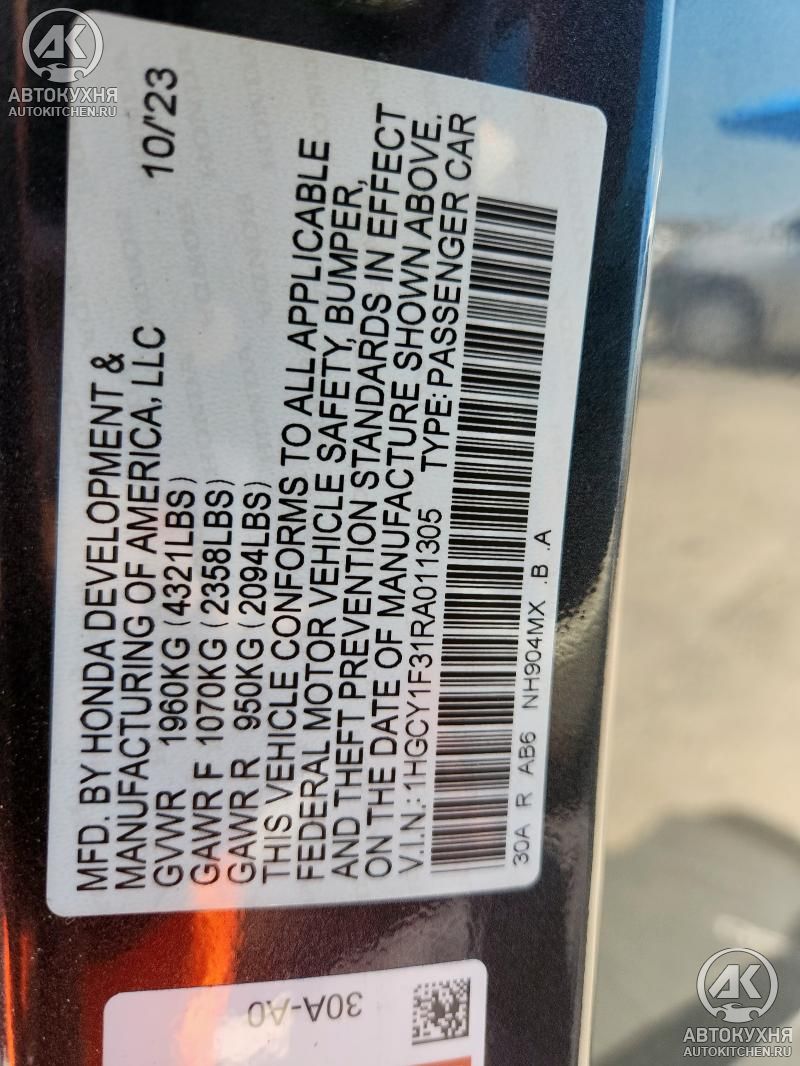 АК
АВТОКУХНЯ
AUTOKITCHEN.RU
MFD. BY HONDA DEVELOPMENT &
MANUFACTURING OF AMERICA, LLC 10/'23
GVWR 1960KG (4321LBS)
GAWR F 1070KG (2358LBS)
GAWR R 950KG (2094LBS)
THIS VEHICLE CONFORMS TO ALL APPLICABLE
FEDERAL MOTOR VEHICLE SAFETY, BUMPER,
AND THEFT PREVENTION STANDARDS IN EFFECT
ON THE DATE OF MANUFACTURE SHOWN ABOVE.
V.I.N.: 1HGCY1F31RA011305 TYPE: PASSENGER CAR
30A R AB6 NH904MX .B .A
30A-A0
АК
АВТОКУХНЯ
AUTOKITCHEN.RU